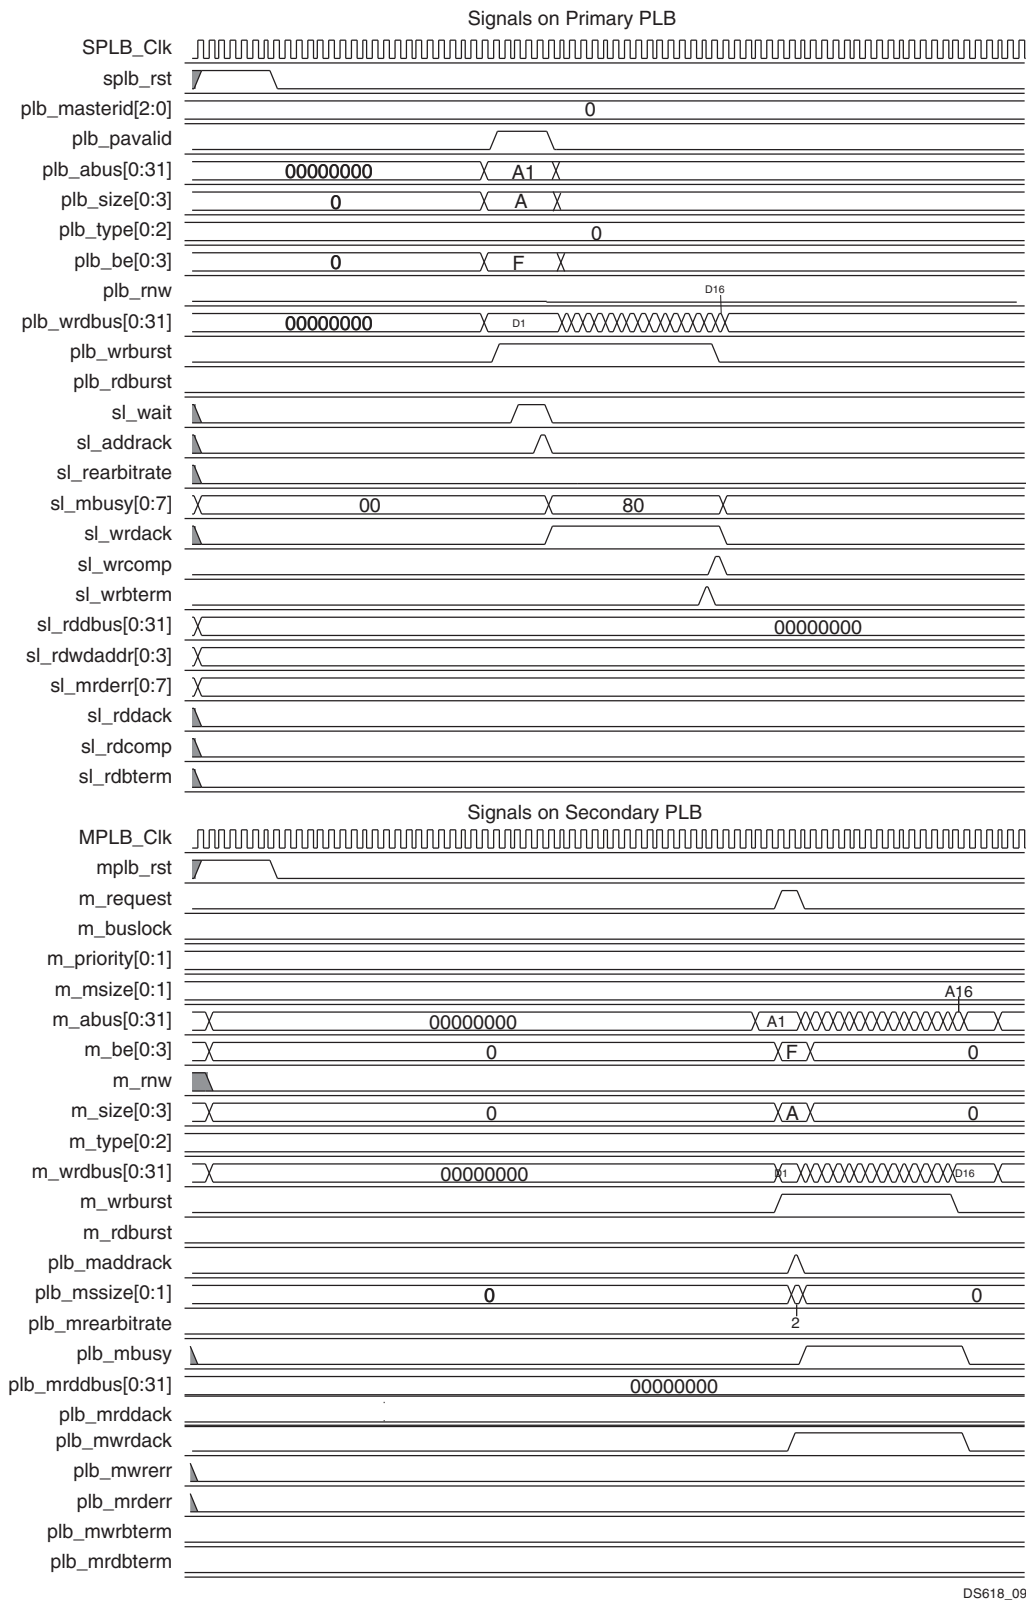 Signals on Primary PLB
SPLB_Clk
splb_rst
plb_masterid[2:0] 0
plb_pavalid
plb_abus[0:31] 00000000 A1
plb_size[0:3] 0 A
plb_type[0:2] 0
plb_be[0:3] 0 F
plb_rnw D16
plb_wrdbus[0:31] 00000000 D1
plb_wrburst
plb_rdburst
sl_wait
sl_addrack
sl_rearbitrate
sl_mbusy[0:7] 00 80
sl_wrdack
sl_wrcomp
sl_wrbterm
sl_rddbus[0:31] 00000000
sl_rdwdaddr[0:3]
sl_mrderr[0:7]
sl_rddack
sl_rdcomp
sl_rdbterm
Signals on Secondary PLB
MPLB_Clk
mplb_rst
m_request
m_buslock
m_priority[0:1]
m_msize[0:1] A16
m_abus[0:31] 00000000 A1
m_be[0:3] 0 F 0
m_rnw
m_size[0:3] 0 A 0
m_type[0:2]
m_wrdbus[0:31] 00000000 D1 D16
m_wrburst
m_rdburst
plb_maddrack
plb_mssize[0:1] 0 0
plb_mrearbitrate 2
plb_mbusy
plb_mrddbus[0:31] 00000000
plb_mrddack
plb_mwrdack
plb_mwrerr
plb_mrderr
plb_mwrbterm
plb_mrdbterm
DS618_09